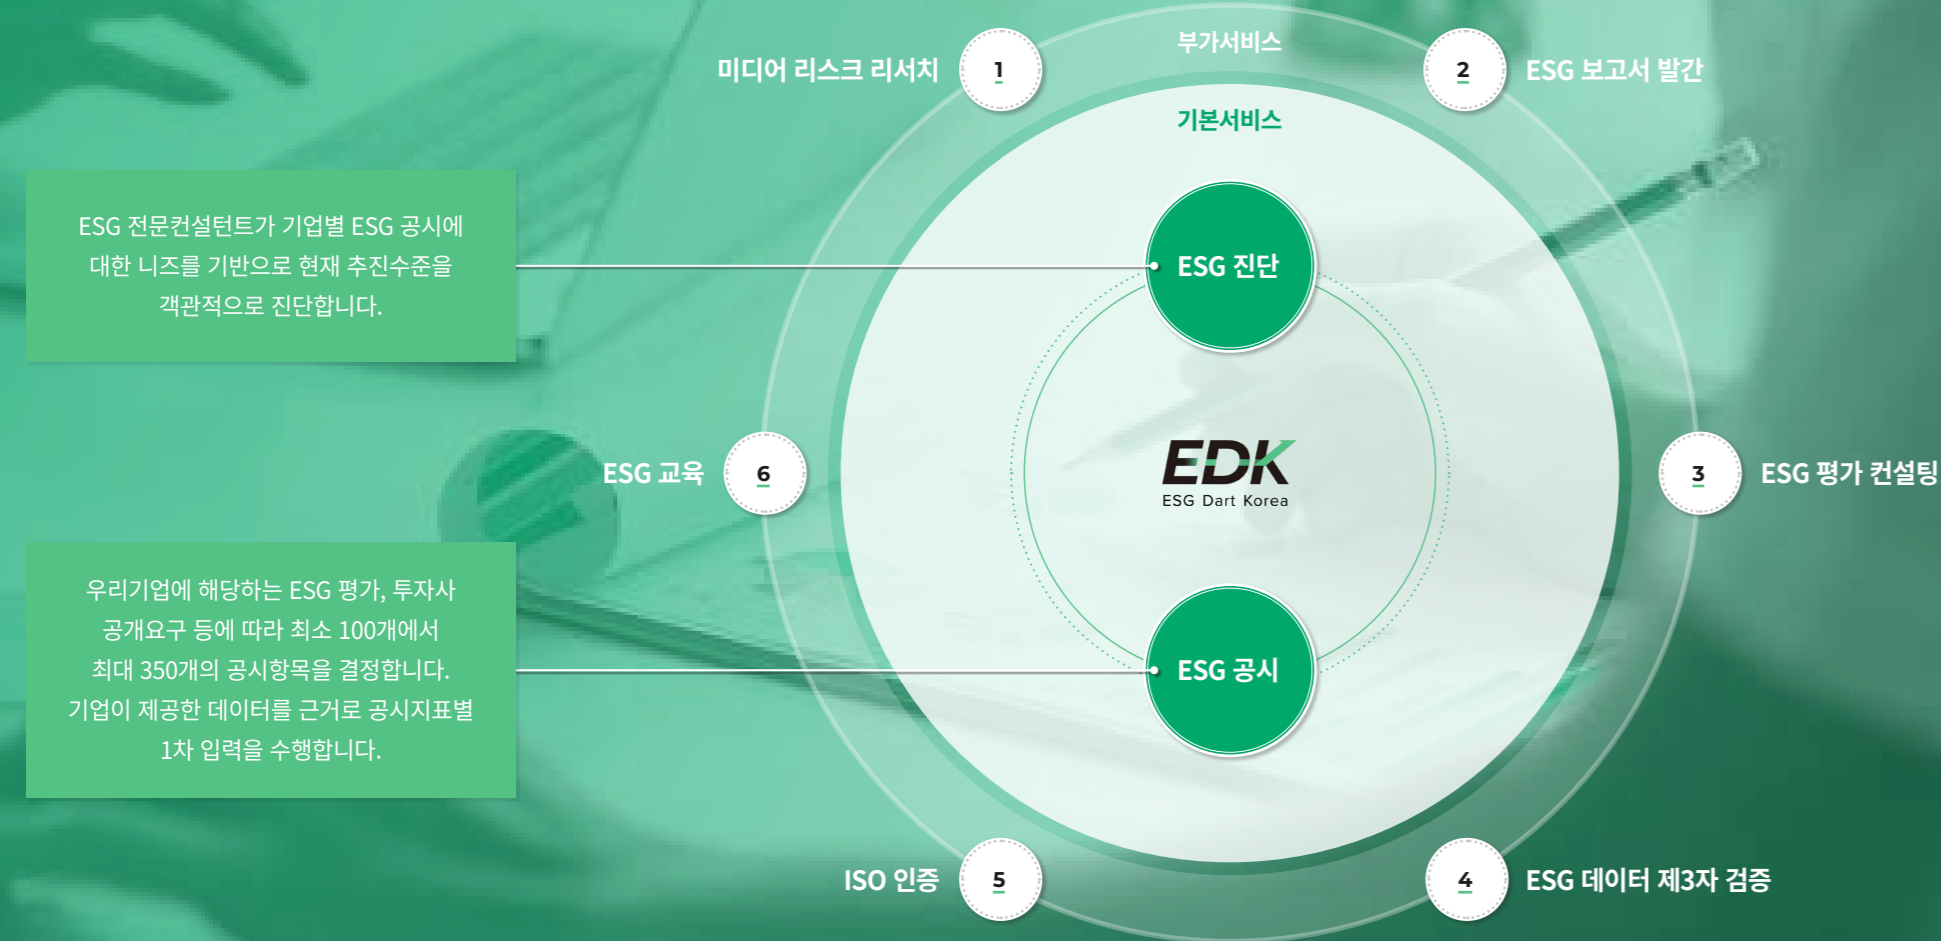 부가서비스
미디어 리스크 리서치
1
2
ESG 보고서 발간
기본서비스
ESG 전문컨설턴트가 기업별 ESG 공시에
대한 니즈를 기반으로 현재 추진수준을
객관적으로 진단합니다.
ESG 진단
ESG 교육
6
EDK
ESG Dart Korea
3
ESG 평가 컨설팅
우리기업에 해당하는 ESG 평가, 투자사
공개요구 등에 따라 최소 100개에서
최대 350개의 공시항목을 결정합니다.
기업이 제공한 데이터를 근거로 공시지표별
1차 입력을 수행합니다.
ESG 공시
ISO 인증
5
4
ESG 데이터 제3자 검증